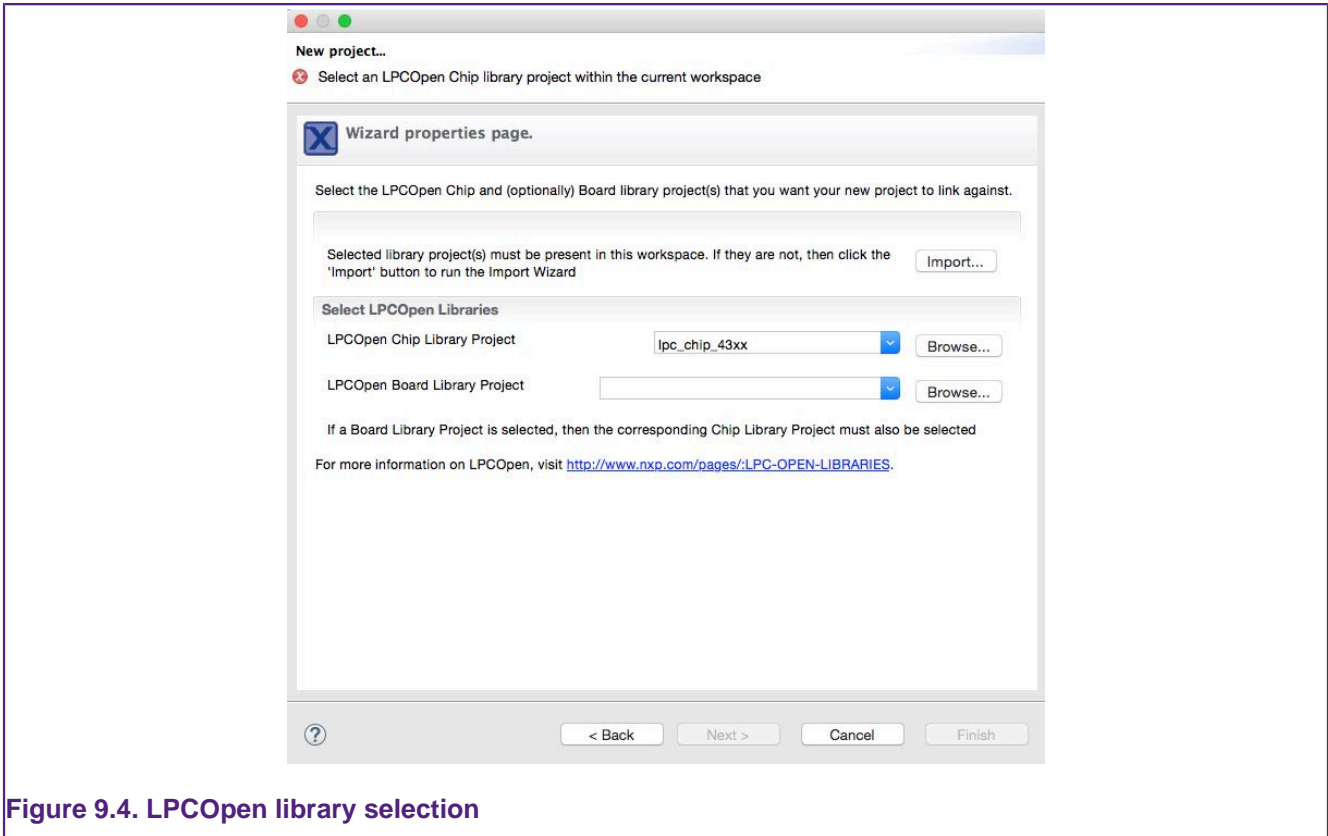 New project...
Select an LPCOpen Chip library project within the current workspace
Wizard properties page.
Select the LPCOpen Chip and (optionally) Board library project(s) that you want your new project to link against.
Selected library project(s) must be present in this workspace. If they are not, then click the
'Import' button to run the Import Wizard
Import...
Select LPCOpen Libraries
LPCOpen Chip Library Project
lpc_chip_43xx
Browse...
LPCOpen Board Library Project
Browse...
If a Board Library Project is selected, then the corresponding Chip Library Project must also be selected
For more information on LPCOpen, visit http://www.nxp.com/pages/:LPC-OPEN-LIBRARIES.
?
< Back
Next >
Cancel
Finish
Figure 9.4. LPCOpen library selection